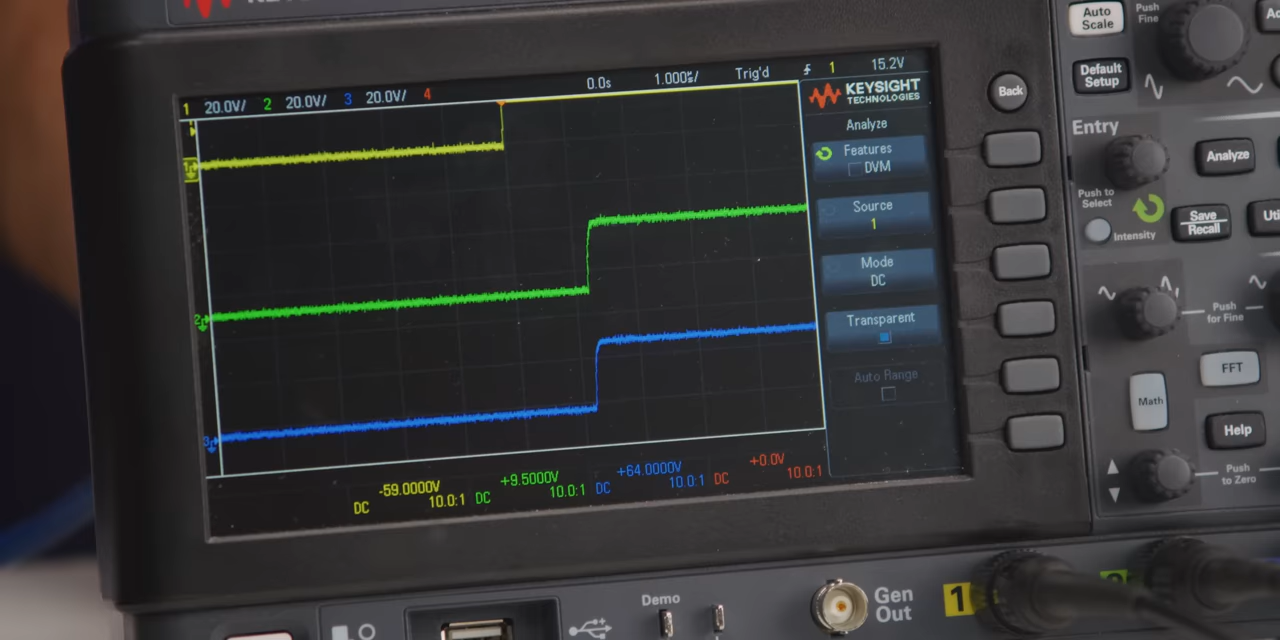 1 20.0V/ 2 20.0V/ 3 20.0V/ 4 0.0s 1.000s/ Trig'd 1 15.2V
KEYSIGHT
TECHNOLOGIES
Analyze
Features
DVM
Source
1
Mode
DC
Transparent
Auto Range
1
2
3
-59.0000V +9.5000V +64.0000V +0.0V
DC 10.0:1 DC 10.0:1 DC 10.0:1 DC 10.0:1
Back
Auto
Scale
Push
Fine
Default
Setup
Entry
Analyze
Push to
Select
Intensity
Save
Recall
Push
for Fine
FFT
Math
Help
Push
to Zero
Demo
Gen
Out
1